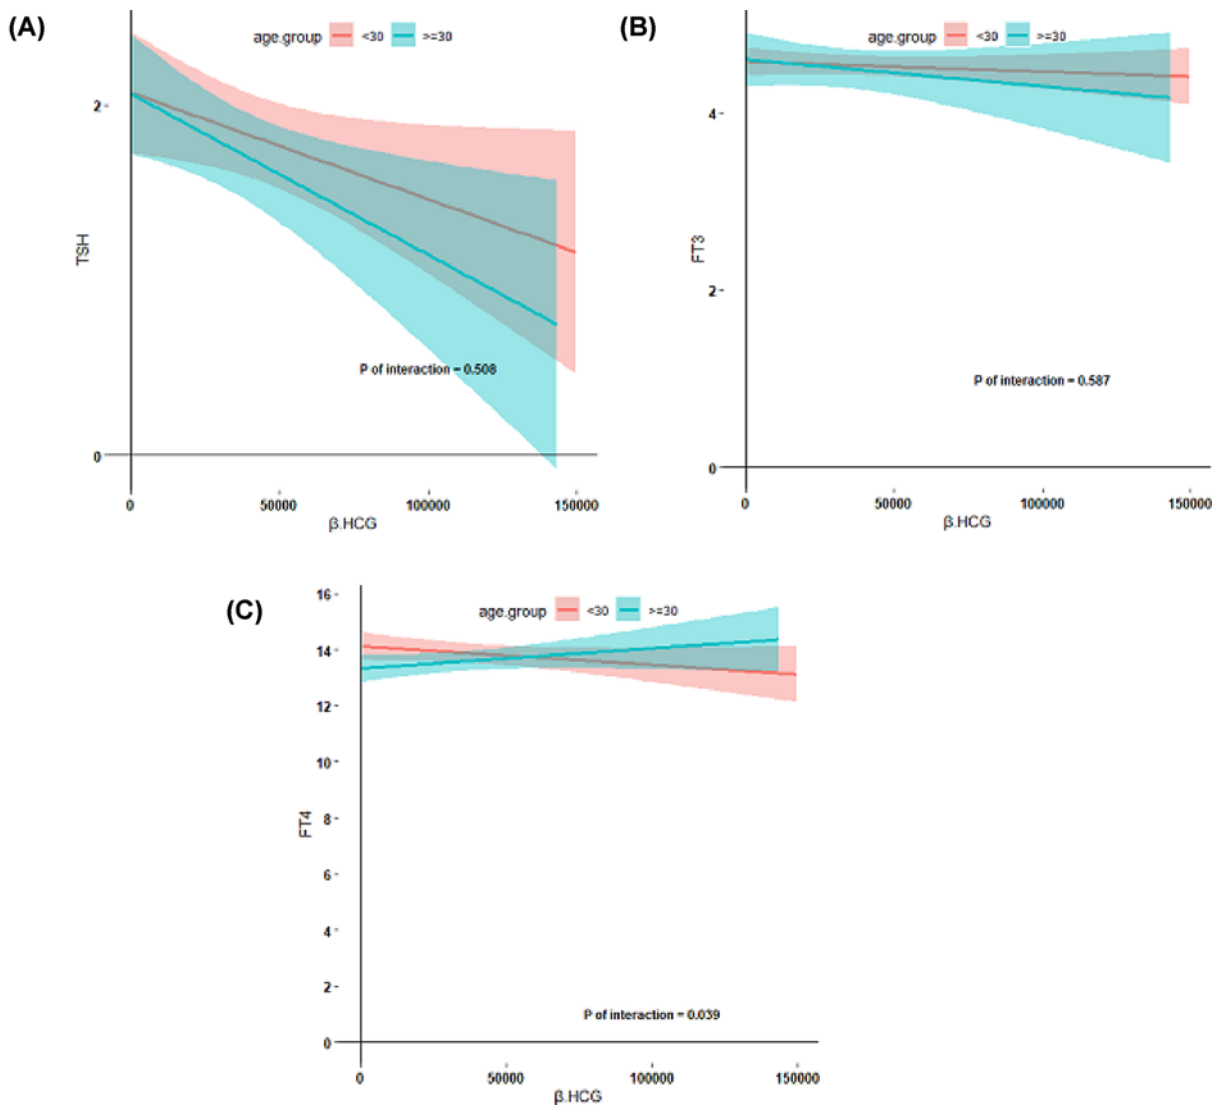 (A)
age.group <30 >=30
2
TSH
P of interaction = 0.508
0
0 50000 100000 150000
β.HCG
(B)
age.group <30 >=30
4
FT3
2
P of interaction = 0.587
0
0 50000 100000 150000
β.HCG
(C)
age.group <30 >=30
16
14
12
10
FT4
8
6
4
2
P of interaction = 0.039
0
0 50000 100000 150000
β.HCG